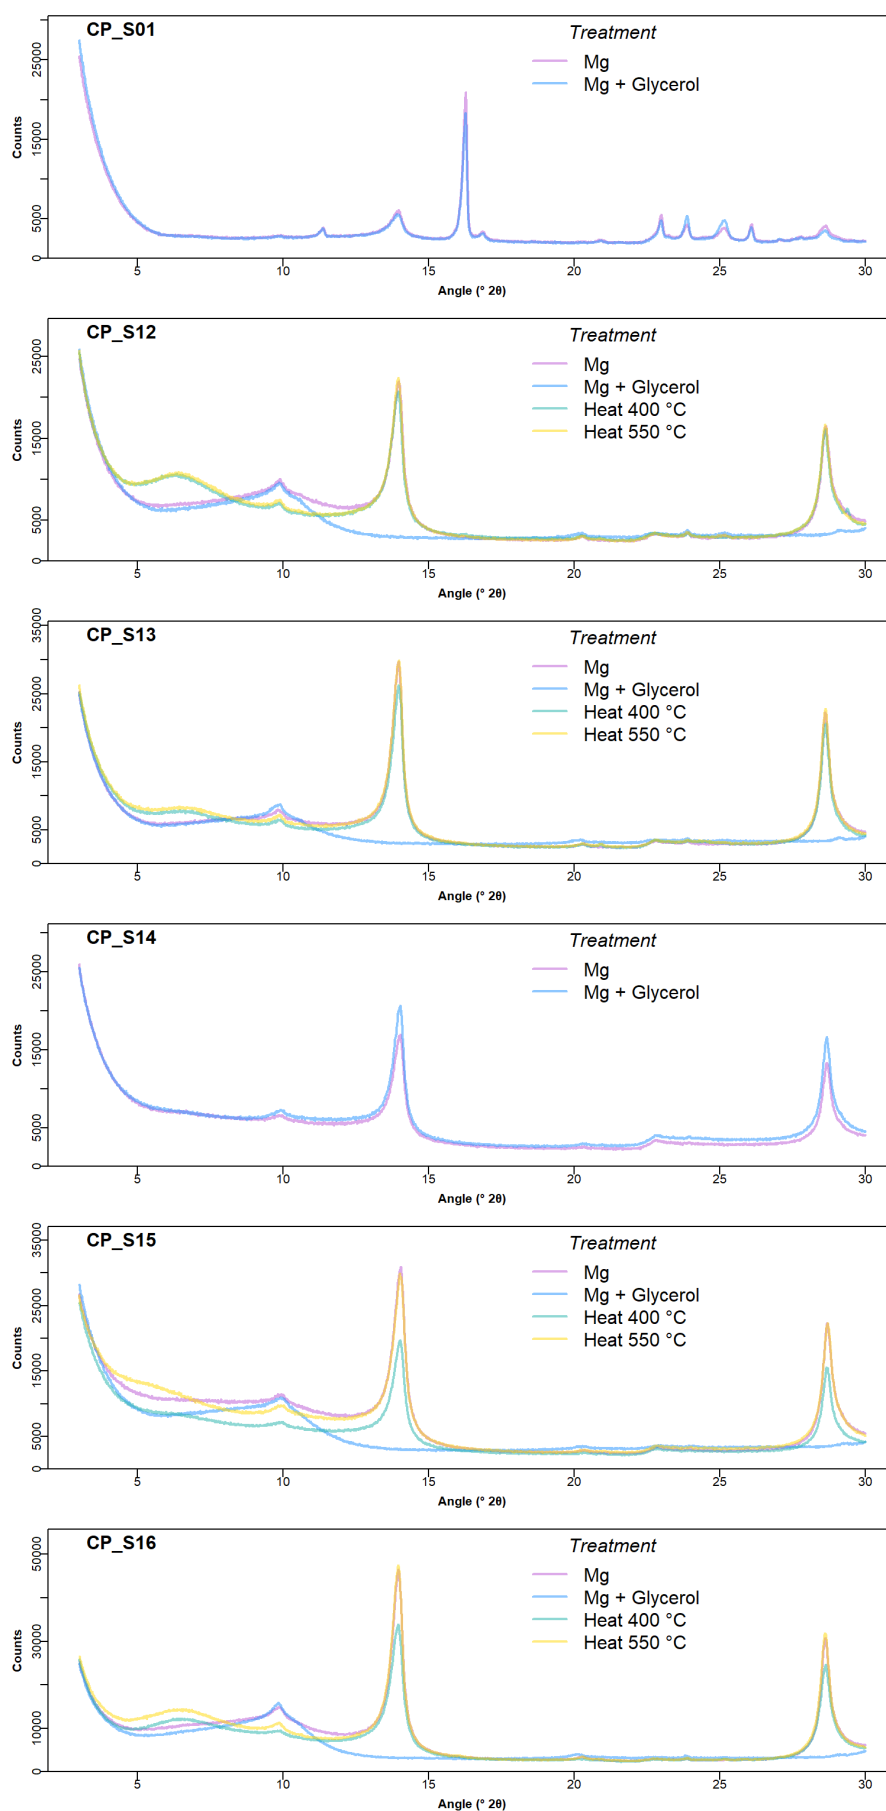 CP_S01
Treatment
Mg
Mg + Glycerol
Counts
0
5000
15000
25000
5
10
15
20
25
30
Angle (º 2θ)
CP_S12
Treatment
Mg
Mg + Glycerol
Heat 400 °C
Heat 550 °C
Counts
0
5000
15000
25000
5
10
15
20
25
30
Angle (º 2θ)
CP_S13
Treatment
Mg
Mg + Glycerol
Heat 400 °C
Heat 550 °C
Counts
0
5000
15000
25000
35000
5
10
15
20
25
30
Angle (º 2θ)
CP_S14
Treatment
Mg
Mg + Glycerol
Counts
0
5000
15000
25000
5
10
15
20
25
30
Angle (º 2θ)
CP_S15
Treatment
Mg
Mg + Glycerol
Heat 400 °C
Heat 550 °C
Counts
0
5000
15000
25000
35000
5
10
15
20
25
30
Angle (º 2θ)
CP_S16
Treatment
Mg
Mg + Glycerol
Heat 400 °C
Heat 550 °C
Counts
0
10000
30000
50000
5
10
15
20
25
30
Angle (º 2θ)